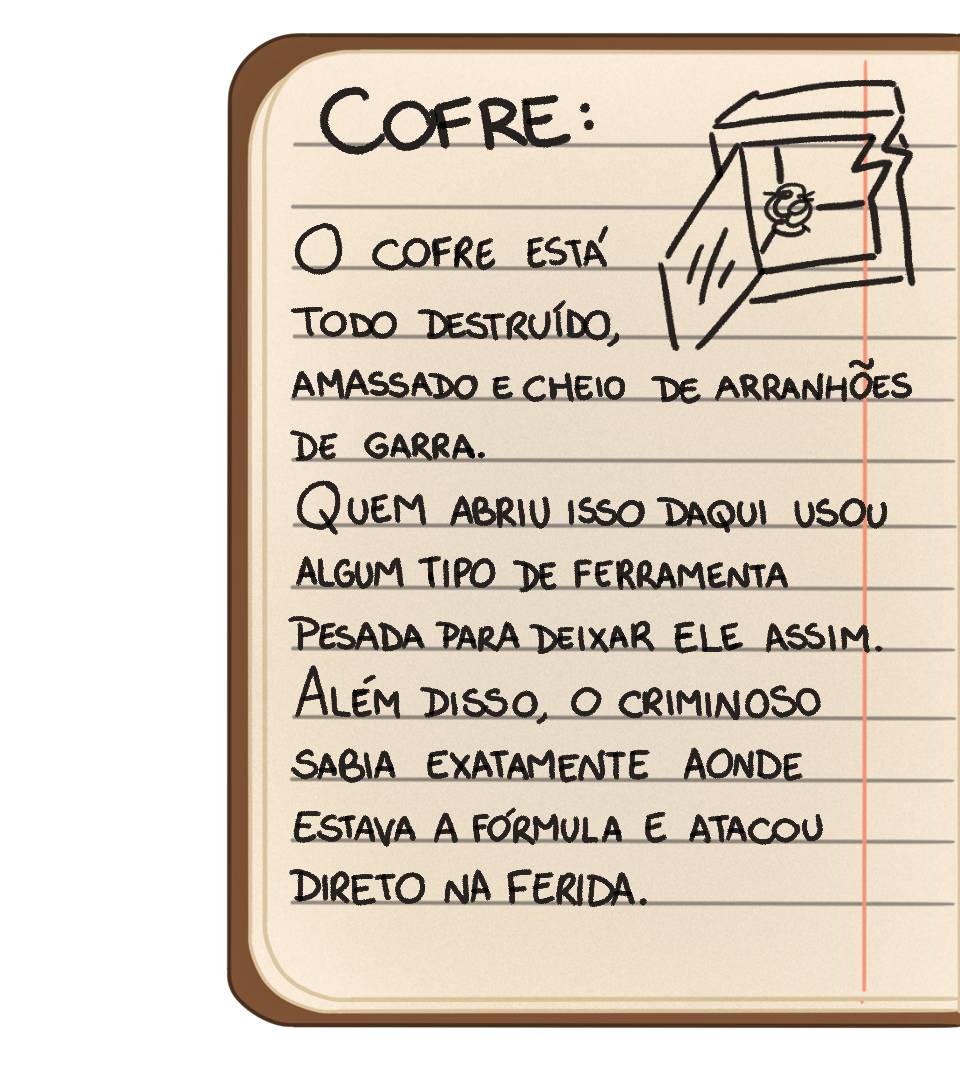 COFRE:
O COFRE ESTÁ
TODO DESTRUÍDO,
AMASSADO E CHEIO DE ARRANHÕES
DE GARRA.
QUEM ABRIU ISSO DAQUI USOU
ALGUM TIPO DE FERRAMENTA
PESADA PARA DEIXAR ELE ASSIM.
ALÉM DISSO, O CRIMINOSO
SABIA EXATAMENTE AONDE
ESTAVA A FÓRMULA E ATACOU
DIRETO NA FERIDA.